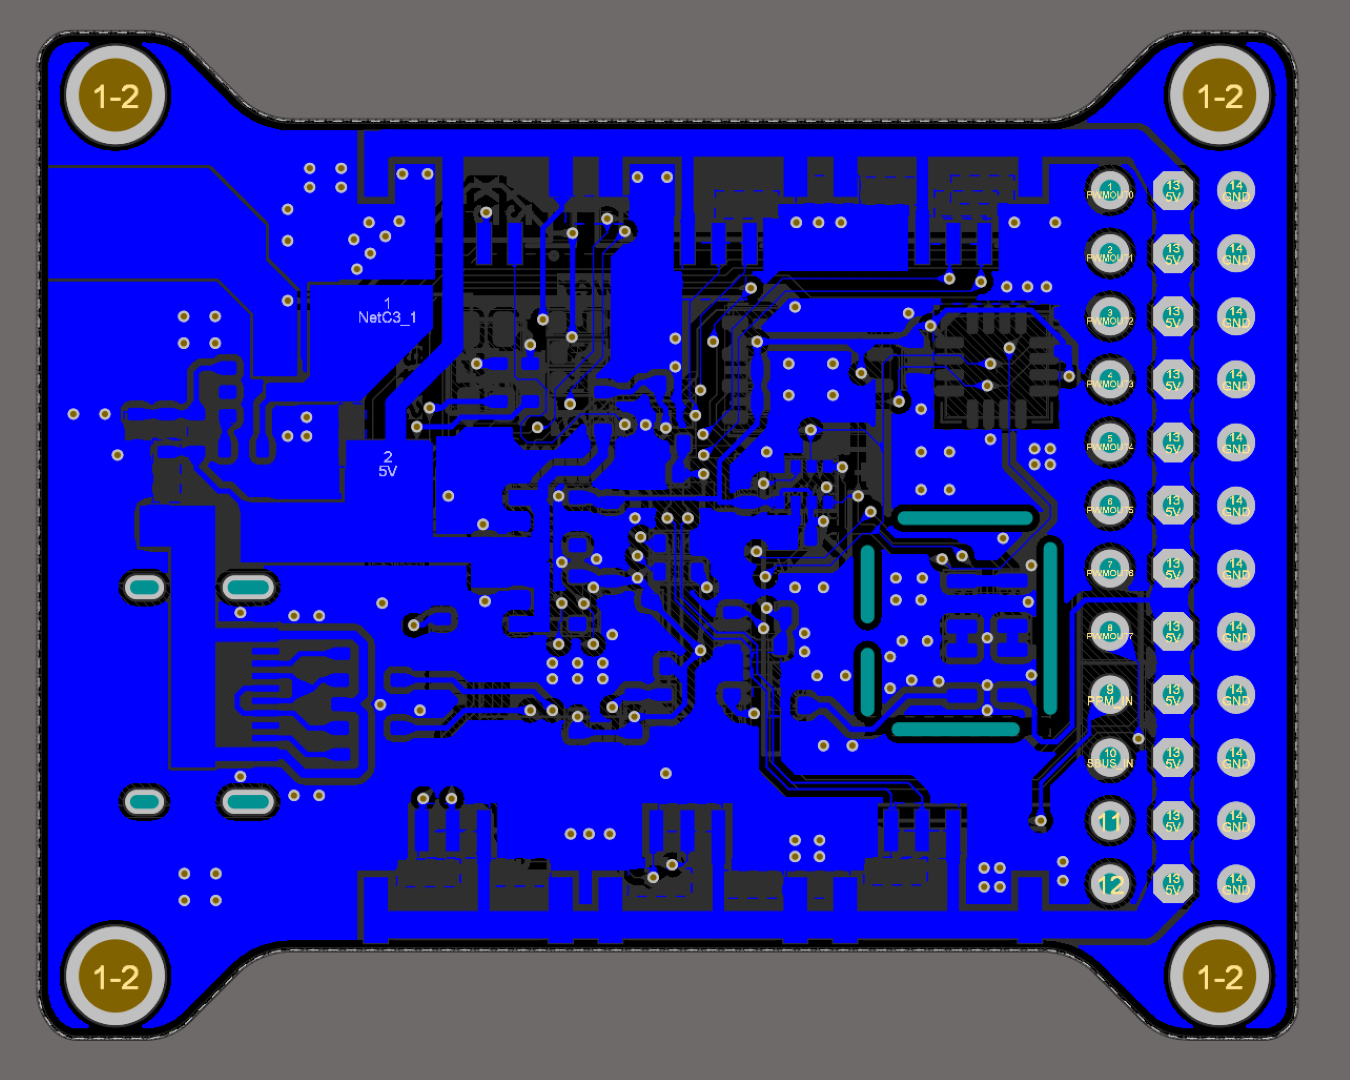 1-2
1-2
1
PWMOUT0
13
5V
14
GND
2
PWMOUT1
13
5V
14
GND
1
NetC3_1
3
PWMOUT2
13
5V
14
GND
4
PWMOUT3
13
5V
14
GND
5
PWMOUT4
13
5V
14
GND
2
5V
6
PWMOUT5
13
5V
14
GND
7
PWMOUT6
13
5V
14
GND
8
PWMOUT7
13
5V
14
GND
9
PPM_IN
13
5V
14
GND
10
SBUS_IN
13
5V
14
GND
11
13
5V
14
GND
12
13
5V
14
GND
1-2
1-2